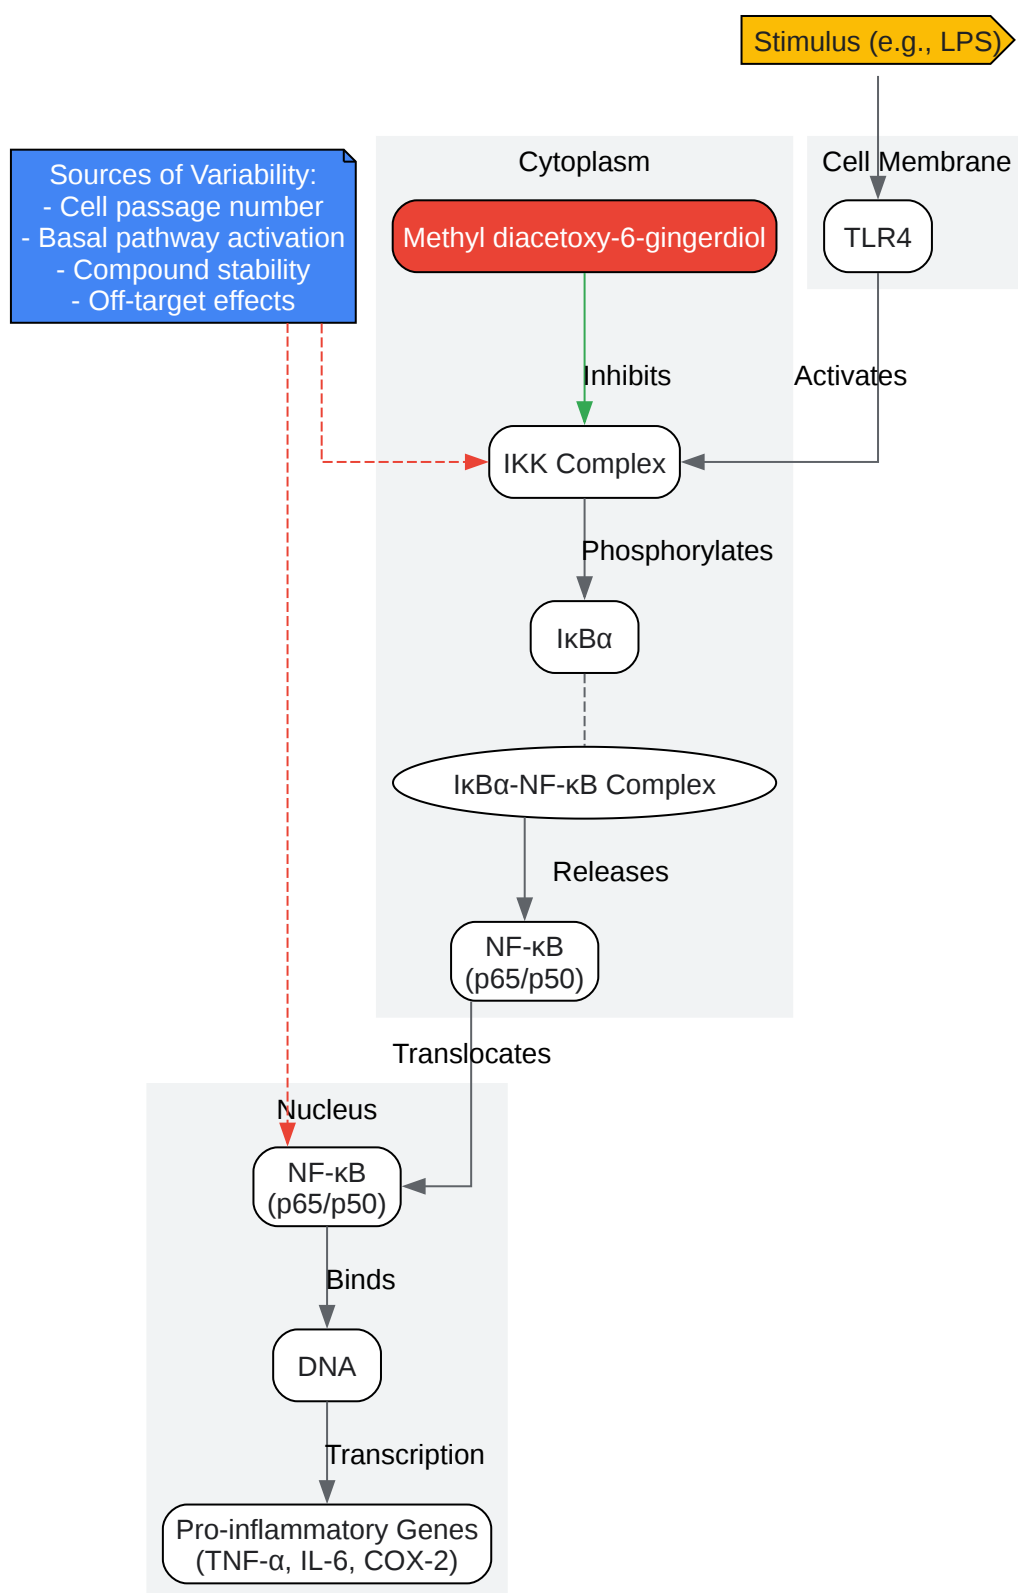 Stimulus (e.g., LPS)
Sources of Variability:
- Cell passage number
- Basal pathway activation
- Compound stability
- Off-target effects
Cytoplasm
Cell Membrane
Methyl diacetoxy-6-gingerdiol
TLR4
Inhibits
Activates
IKK Complex
Phosphorylates
IκBα
IκBα-NF-κB Complex
Releases
NF-κB
(p65/p50)
Translocates
Nucleus
NF-κB
(p65/p50)
Binds
DNA
Transcription
Pro-inflammatory Genes
(TNF-α, IL-6, COX-2)